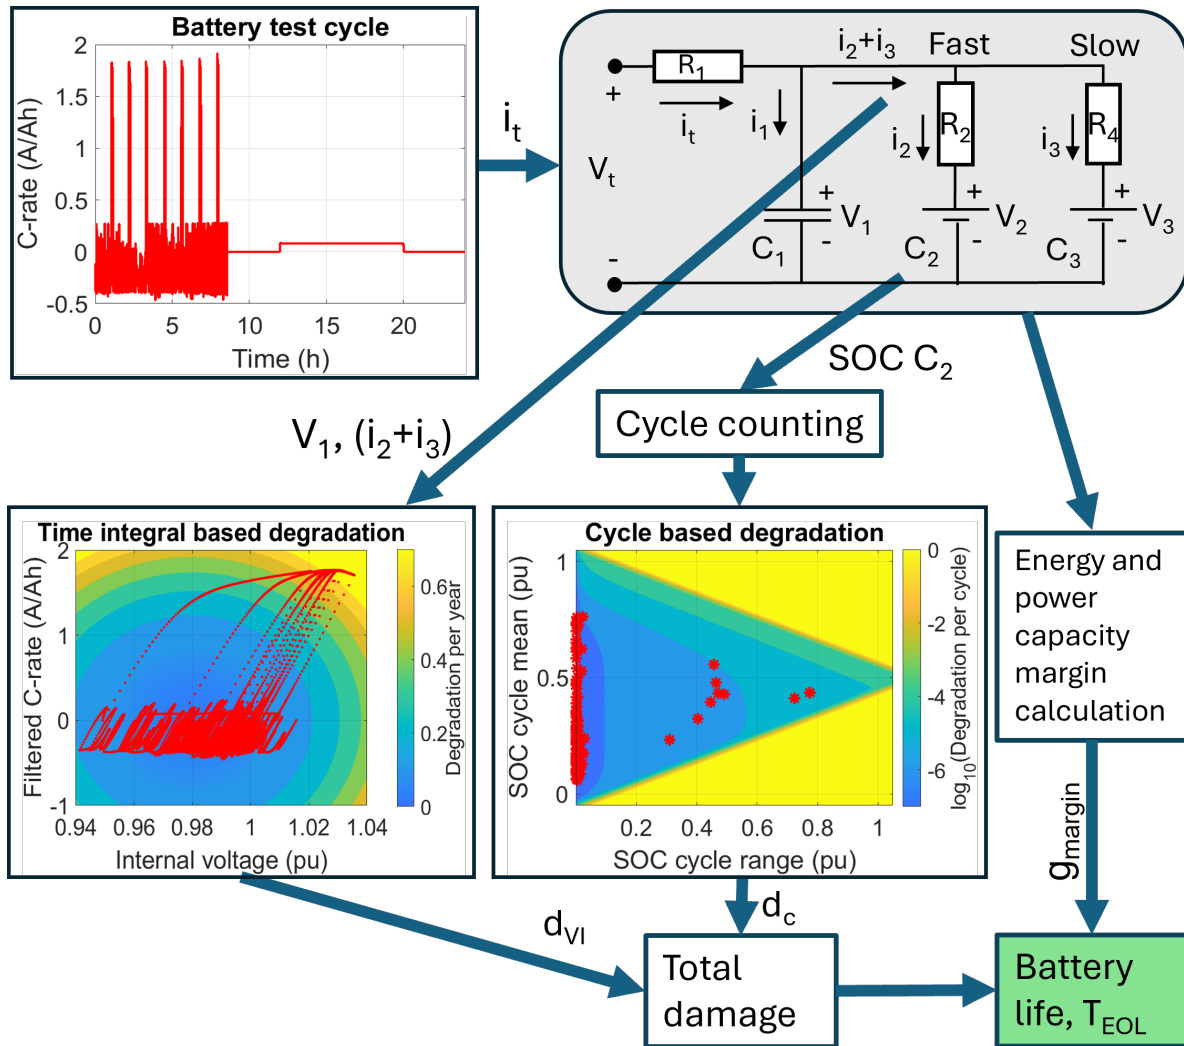 Battery test cycle
C-rate (A/Ah)
2
1.5
1
0.5
0
-0.5
0
5
10
15
20
Time (h)
i_t
R_1
i_2+i_3
Fast
Slow
+
i_t
i_1
i_2
R_2
i_3
R_4
V_t
+
V_1
+
V_2
+
V_3
-
C_1
-
C_2
-
C_3
-
V_1, (i_2+i_3)
SOC C_2
Cycle counting
Time integral based degradation
Filtered C-rate (A/Ah)
2
1
0
-1
0.94
0.96
0.98
1
1.02
1.04
Internal voltage (pu)
0.6
0.4
0.2
0
Degradation per year
Cycle based degradation
SOC cycle mean (pu)
1
0.5
0
0.2
0.4
0.6
0.8
1
SOC cycle range (pu)
0
-2
-4
-6
log_10(Degradation per cycle)
Energy and
power
capacity
margin
calculation
g_margin
d_VI
d_c
Total
damage
Battery
life, T_EOL